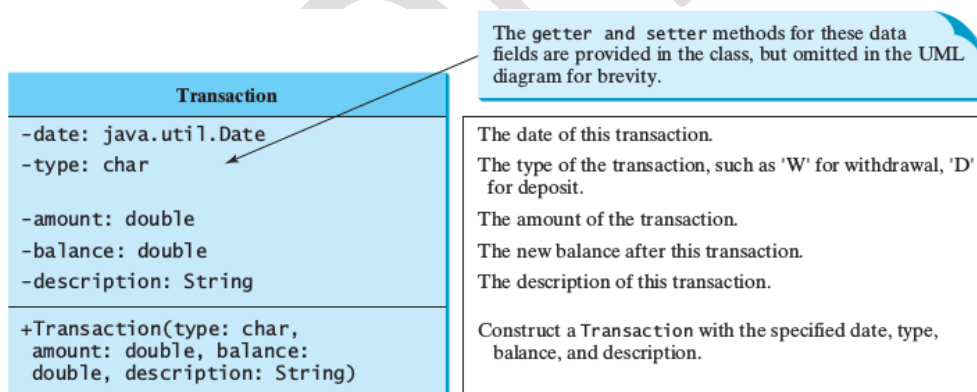 The getter and setter methods for these data
fields are provided in the class, but omitted in the UML
diagram for brevity.
Transaction
-date: java.util.Date
The date of this transaction.
-type: char
The type of the transaction, such as 'W' for withdrawal, 'D'
for deposit.
-amount: double
The amount of the transaction.
-balance: double
The new balance after this transaction.
-description: String
The description of this transaction.
+Transaction(type: char,
amount: double, balance:
double, description: String)
Construct a Transaction with the specified date, type,
balance, and description.